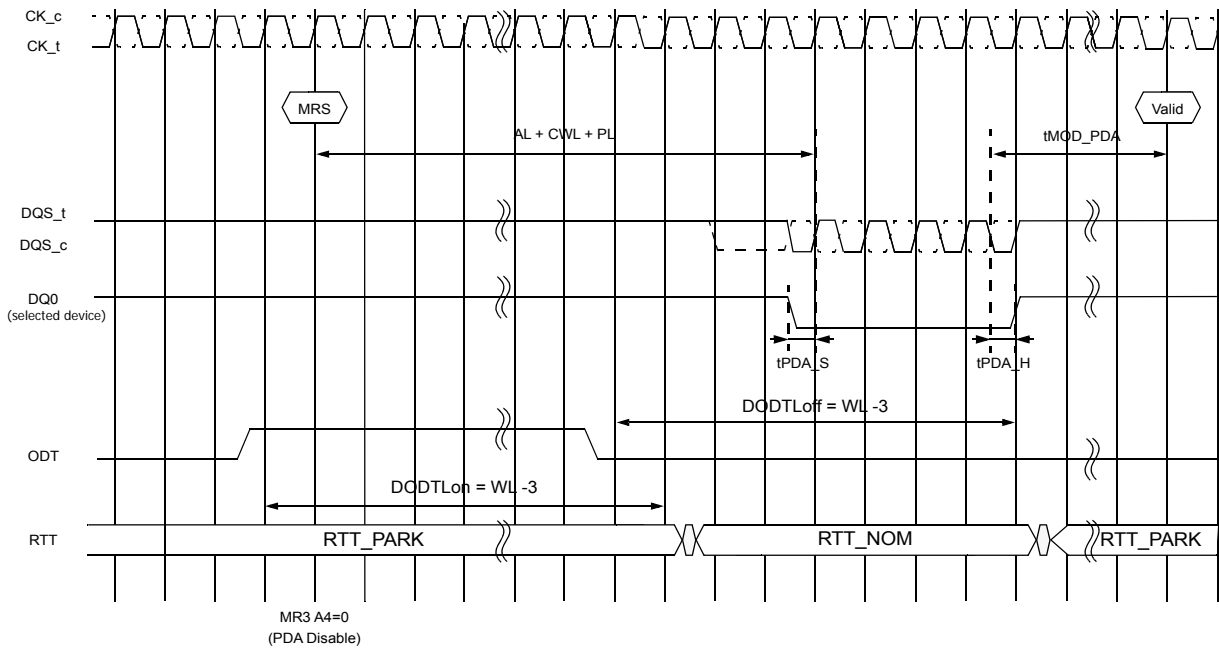 CK_c
CK_t
MRS
Valid
AL + CWL + PL
tMOD_PDA
DQS_t
DQS_c
DQ0
(selected device)
tPDA_S
tPDA_H
DODTLoff = WL -3
ODT
DODTLon = WL -3
RTT
RTT_PARK
RTT_NOM
RTT_PARK
MR3 A4=0
(PDA Disable)